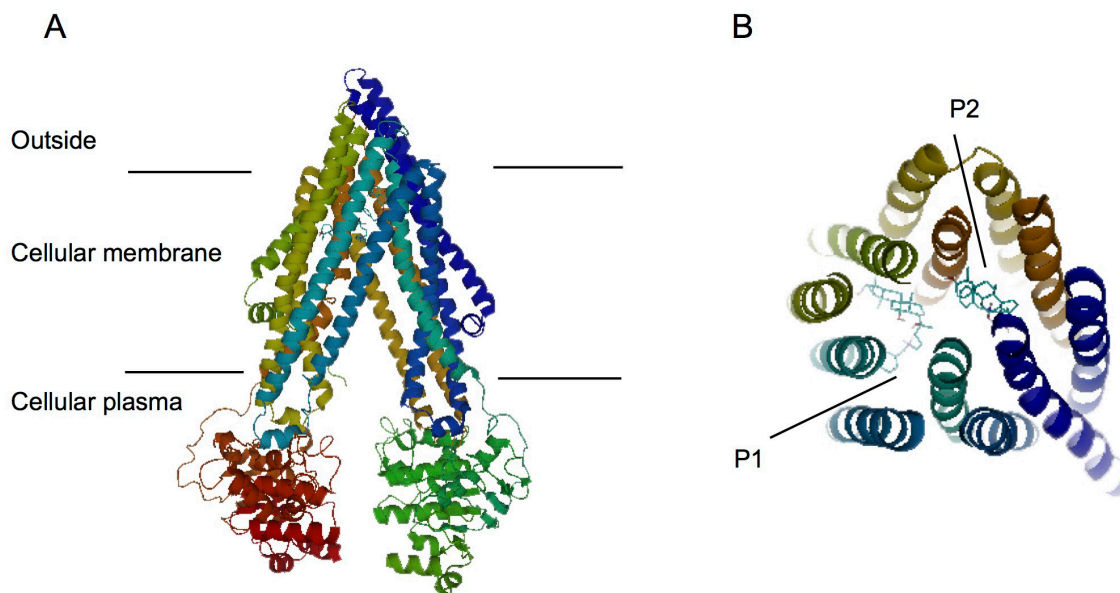 A
B
P2
Outside
Cellular membrane
Cellular plasma
P1